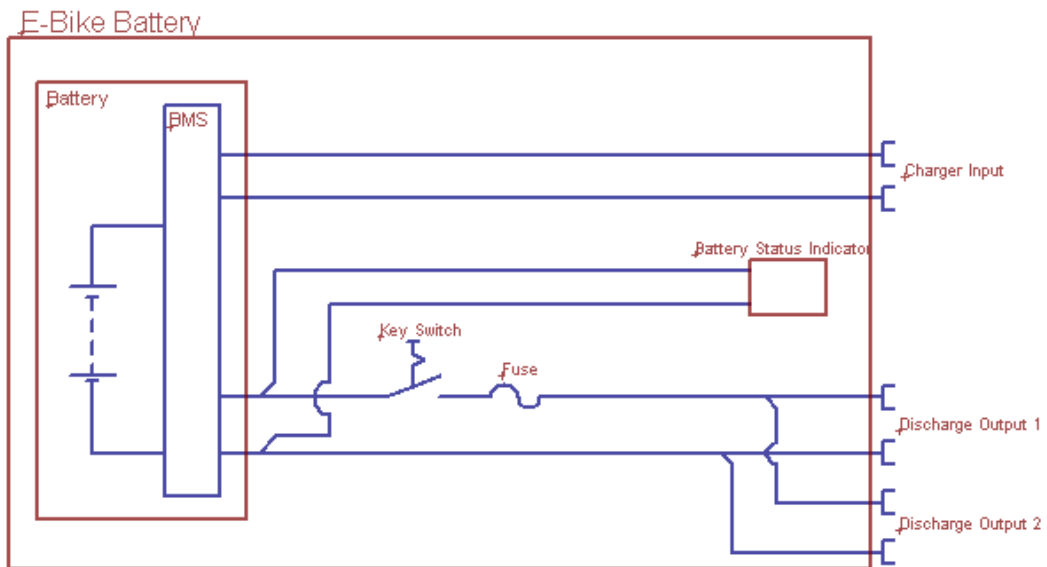 E-Bike Battery
Battery
BMS
Charger Input
Battery Status Indicator
Key Switch
Fuse
Discharge Output 1
Discharge Output 2